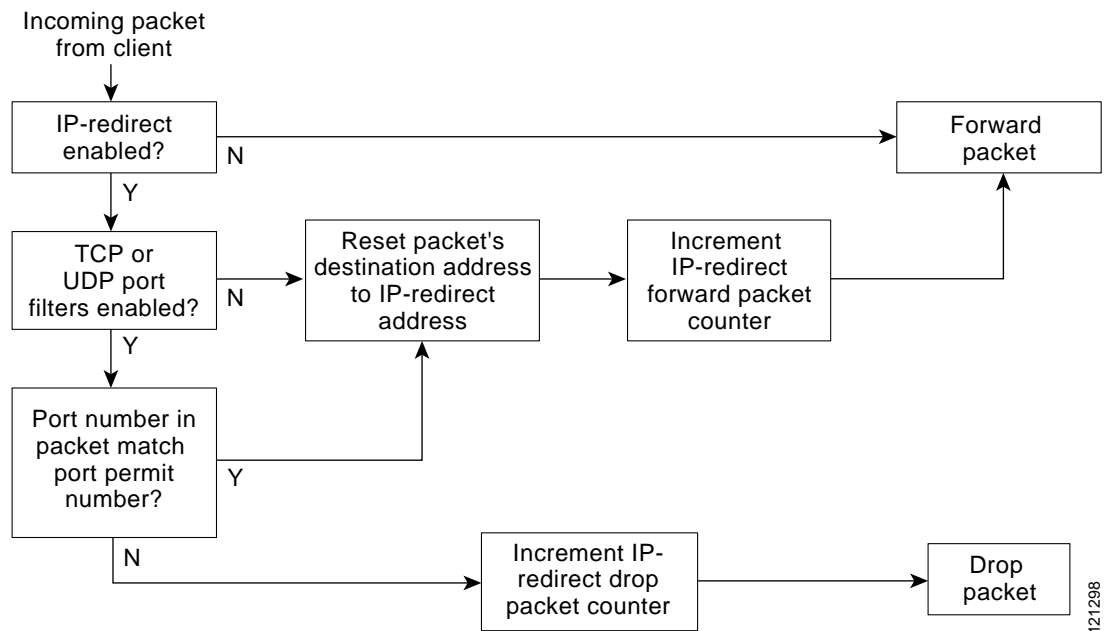 Incoming packet
from client
IP-redirect
enabled?
N
Forward
packet
Y
TCP or
UDP port
filters enabled?
N
Reset packet's
destination address
to IP-redirect
address
Increment
IP-redirect
forward packet
counter
Y
Port number in
packet match
port permit
number?
Y
N
Increment IP-
redirect drop
packet counter
Drop
packet
121298